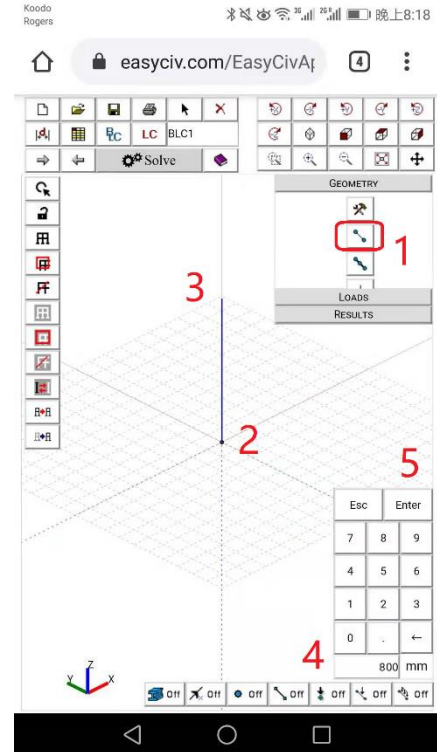 Koodo
Rogers
晚上8:18
easyciv.com/EasyCivAp
4
BLC
LC
BLC1
Solve
GEOMETRY
1
LOADS
RESULTS
3
2
5
Esc
Enter
7 8 9
4 5 6
1 2 3
0 . ←
4
800 mm
Z
Y X
Off Off Off Off Off Off Off